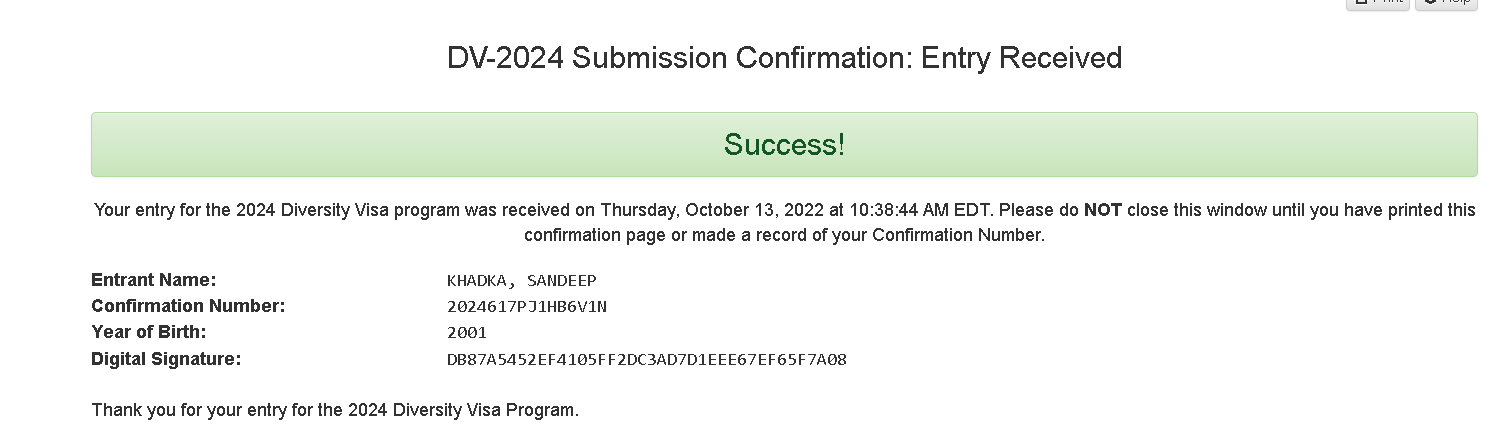 Print Help
DV-2024 Submission Confirmation: Entry Received
Success!
Your entry for the 2024 Diversity Visa program was received on Thursday, October 13, 2022 at 10:38:44 AM EDT. Please do NOT close this window until you have printed this
confirmation page or made a record of your Confirmation Number.
Entrant Name: KHADKA, SANDEEP
Confirmation Number: 2024617PJ1HB6V1N
Year of Birth: 2001
Digital Signature: DB87A5452EF4105FF2DC3AD7D1EEE67EF65F7A08
Thank you for your entry for the 2024 Diversity Visa Program.